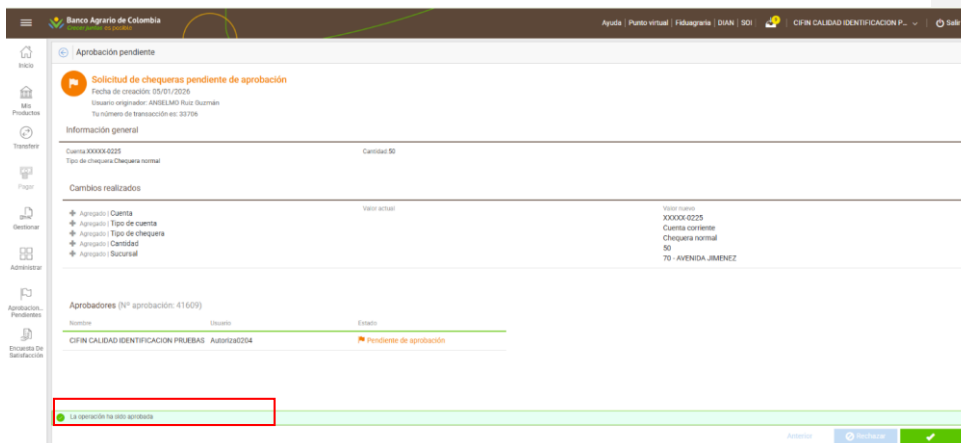 Banco Agrario de Colombia
Ayuda | Punto virtual | Fiduagraria | DIAN | SOI | CIFIN CALIDAD IDENTIFICACION P... Salir
Inicio
Mis Productos
Transferir
Pagar
Gestionar
Administrar
Aprobacion... Pendientes
Encuesta De Satisfacción
Aprobación pendiente
Solicitud de chequeras pendiente de aprobación
Fecha de creación: 05/01/2026
Usuario originador: ANSELMO Ruiz Guzmán
Tu número de transacción es: 33706
Información general
Cuenta XXXXX-0225 Cantidad 50
Tipo de chequera Chequera normal
Cambios realizados
Valor actual Valor nuevo
Agregado | Cuenta XXXXX-0225
Agregado | Tipo de cuenta Cuenta corriente
Agregado | Tipo de chequera Chequera normal
Agregado | Cantidad 50
Agregado | Sucursal 70 - AVENIDA JIMENEZ
Aprobadores (Nº aprobación: 41609)
Nombre Usuario Estado
CIFIN CALIDAD IDENTIFICACION PRUEBAS Autoriza0204 Pendiente de aprobación
La operación ha sido aprobada
Anterior Rechazar